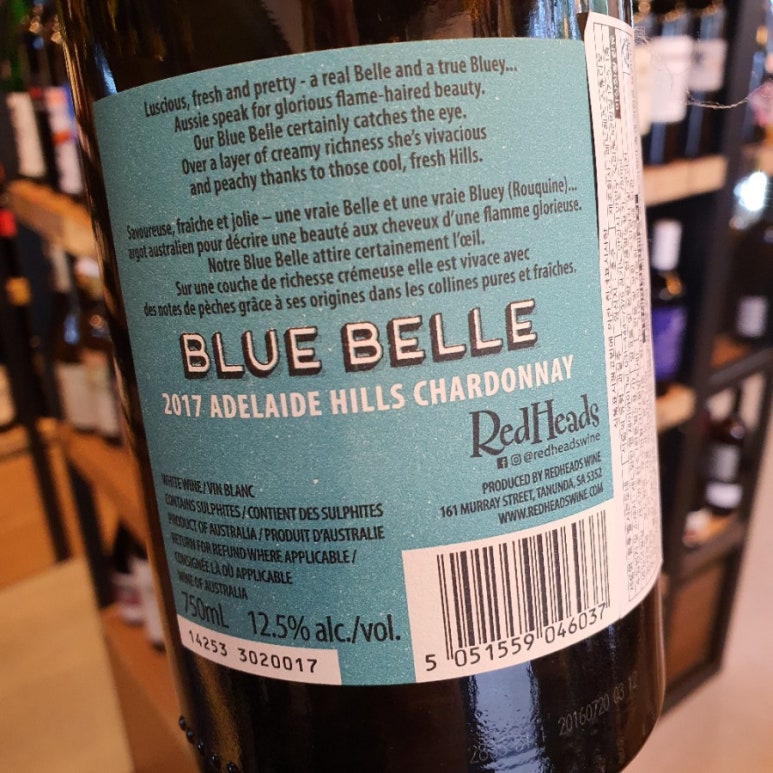 Luscious, fresh and pretty - a real Belle and a true Bluey...
Aussie speak for glorious flame-haired beauty.
Our Blue Belle certainly catches the eye.
Over a layer of creamy richness she's vivacious
and peachy thanks to those cool, fresh Hills.
Savoureuse, fraiche et jolie – une vraie Belle et une vraie Bluey (Rouquine)...
argot australien pour décrire une beauté aux cheveux d'une flamme glorieuse.
Notre Blue Belle attire certainement l'œil.
Sur une couche de richesse crémeuse elle est vivace avec
des notes de pèches grâce à ses origines dans les collines pures et fraîches.
BLUE BELLE
2017 ADELAIDE HILLS CHARDONNAY
RedHeads
@redheadswine
PRODUCED BY REDHEADS WINE
161 MURRAY STREET, TANUNDA, SA 5352
WWW.REDHEADSWINE.COM
WHITE WINE / VIN BLANC
CONTAINS SULPHITES / CONTIENT DES SULPHITES
PRODUCT OF AUSTRALIA / PRODUIT D'AUSTRALIE
RETURN FOR REFUND WHERE APPLICABLE /
CONSIGNÉE LÀ OÙ APPLICABLE
WINE OF AUSTRALIA
750mL 12.5% alc./vol.
14253 3020017
5 051559 046037
20160720 03 12